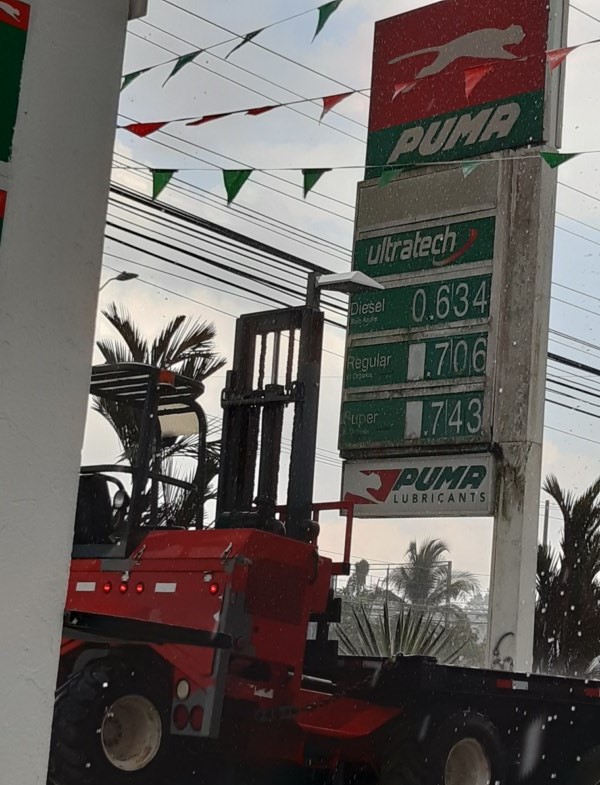 PUMA
ultratech
Diesel 0.634
Regular .706
Super .743
PUMA
LUBRICANTS